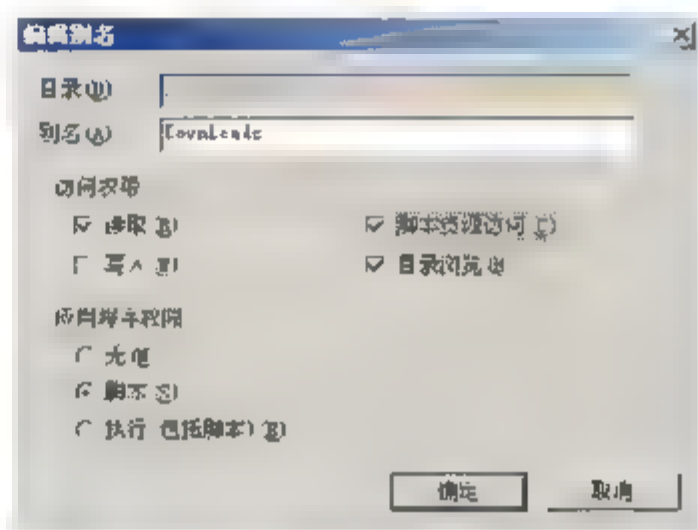 编辑别名
目录(D)
别名(A) Downloads
访问权限
读取(R) 脚本资源访问(C)
写入(W) 目录浏览(B)
应用程序权限
无(N)
脚本(S)
执行(包括脚本)(E)
确定 取消